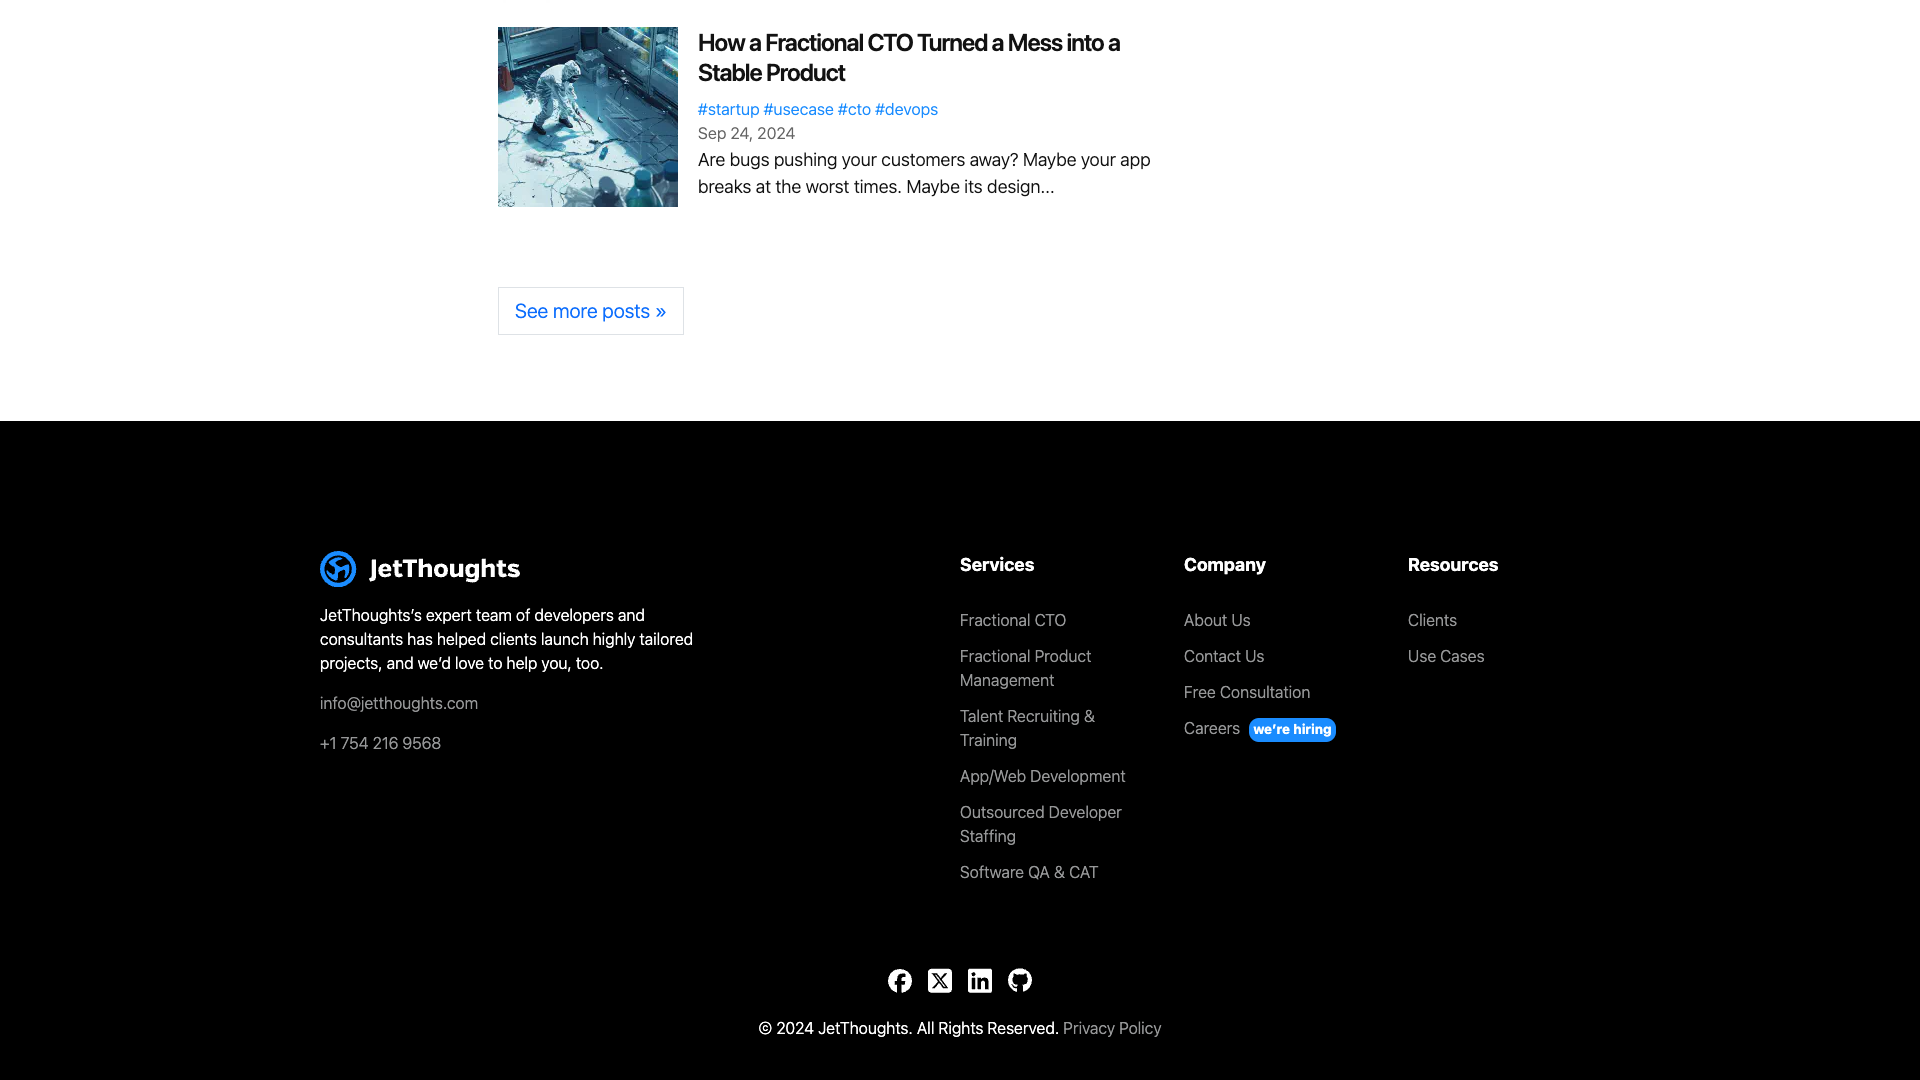 How a Fractional CTO Turned a Mess into a
Stable Product
#startup #usecase #cto #devops
Sep 24, 2024
Are bugs pushing your customers away? Maybe your app
breaks at the worst times. Maybe its design...
See more posts »
JetThoughts
JetThoughts’s expert team of developers and
consultants has helped clients launch highly tailored
projects, and we’d love to help you, too.
info@jetthoughts.com
+1 754 216 9568
Services
Fractional CTO
Fractional Product
Management
Talent Recruiting &
Training
App/Web Development
Outsourced Developer
Staffing
Software QA & CAT
Company
About Us
Contact Us
Free Consultation
Careers we’re hiring
Resources
Clients
Use Cases
© 2024 JetThoughts. All Rights Reserved. Privacy Policy